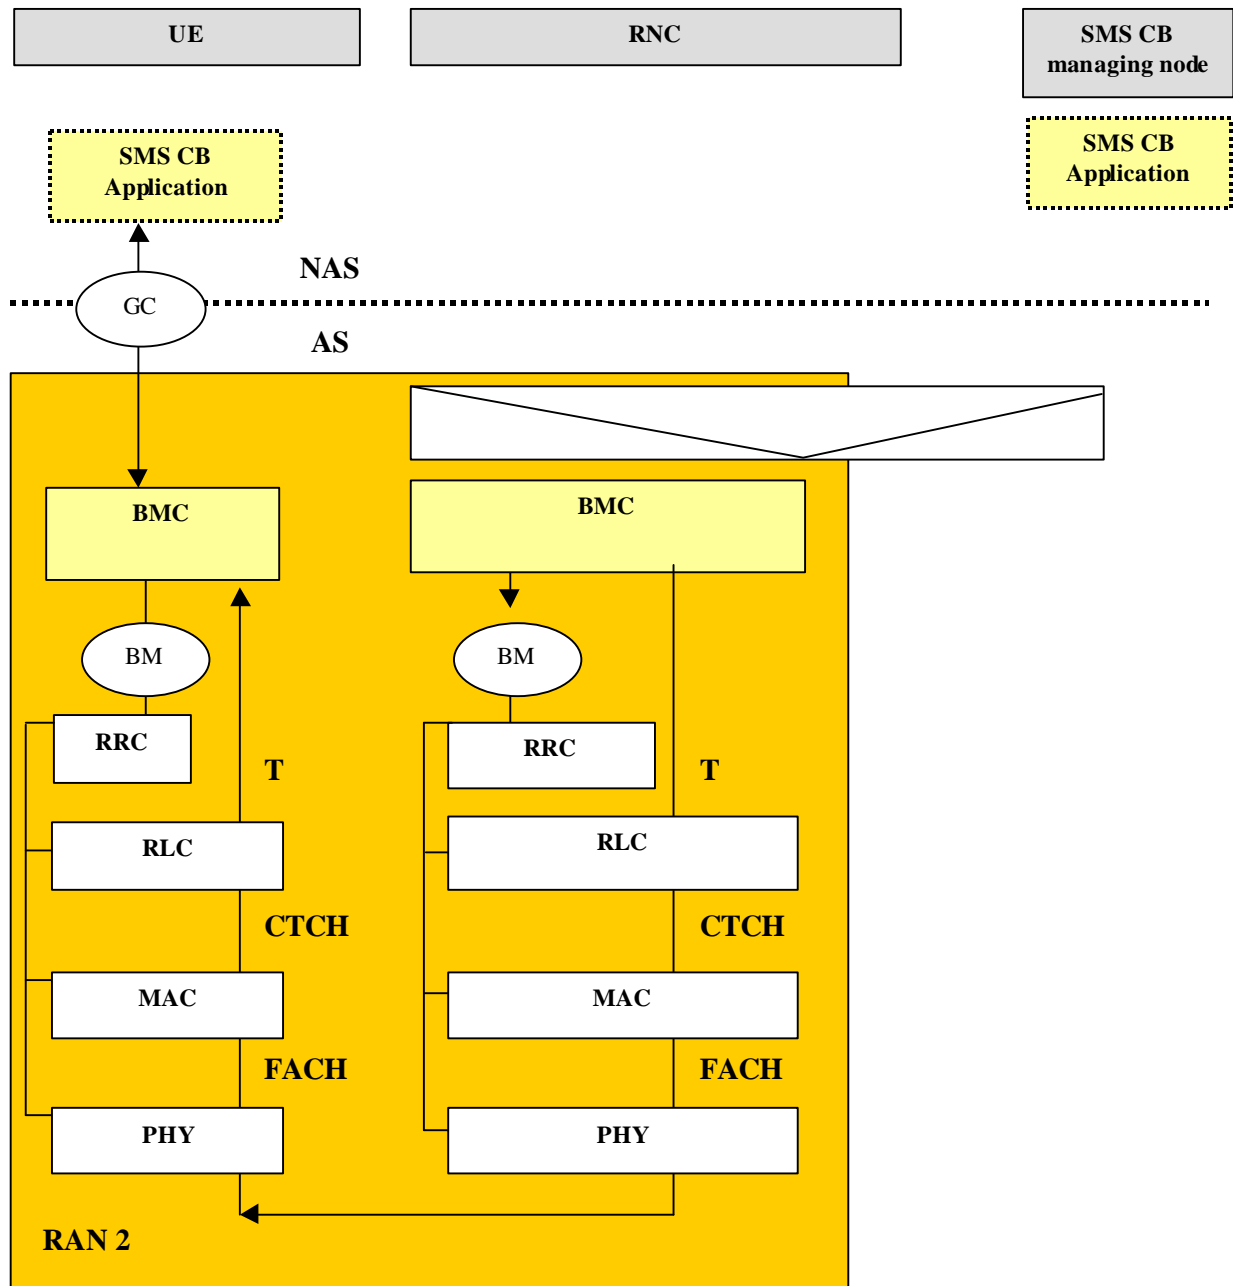 UE
RNC
SMS CB
managing node
SMS CB
Application
SMS CB
Application
NAS
GC
AS
BMC
BMC
BM
BM
RRC
RRC
T
T
RLC
RLC
CTCH
CTCH
MAC
MAC
FACH
FACH
PHY
PHY
RAN 2